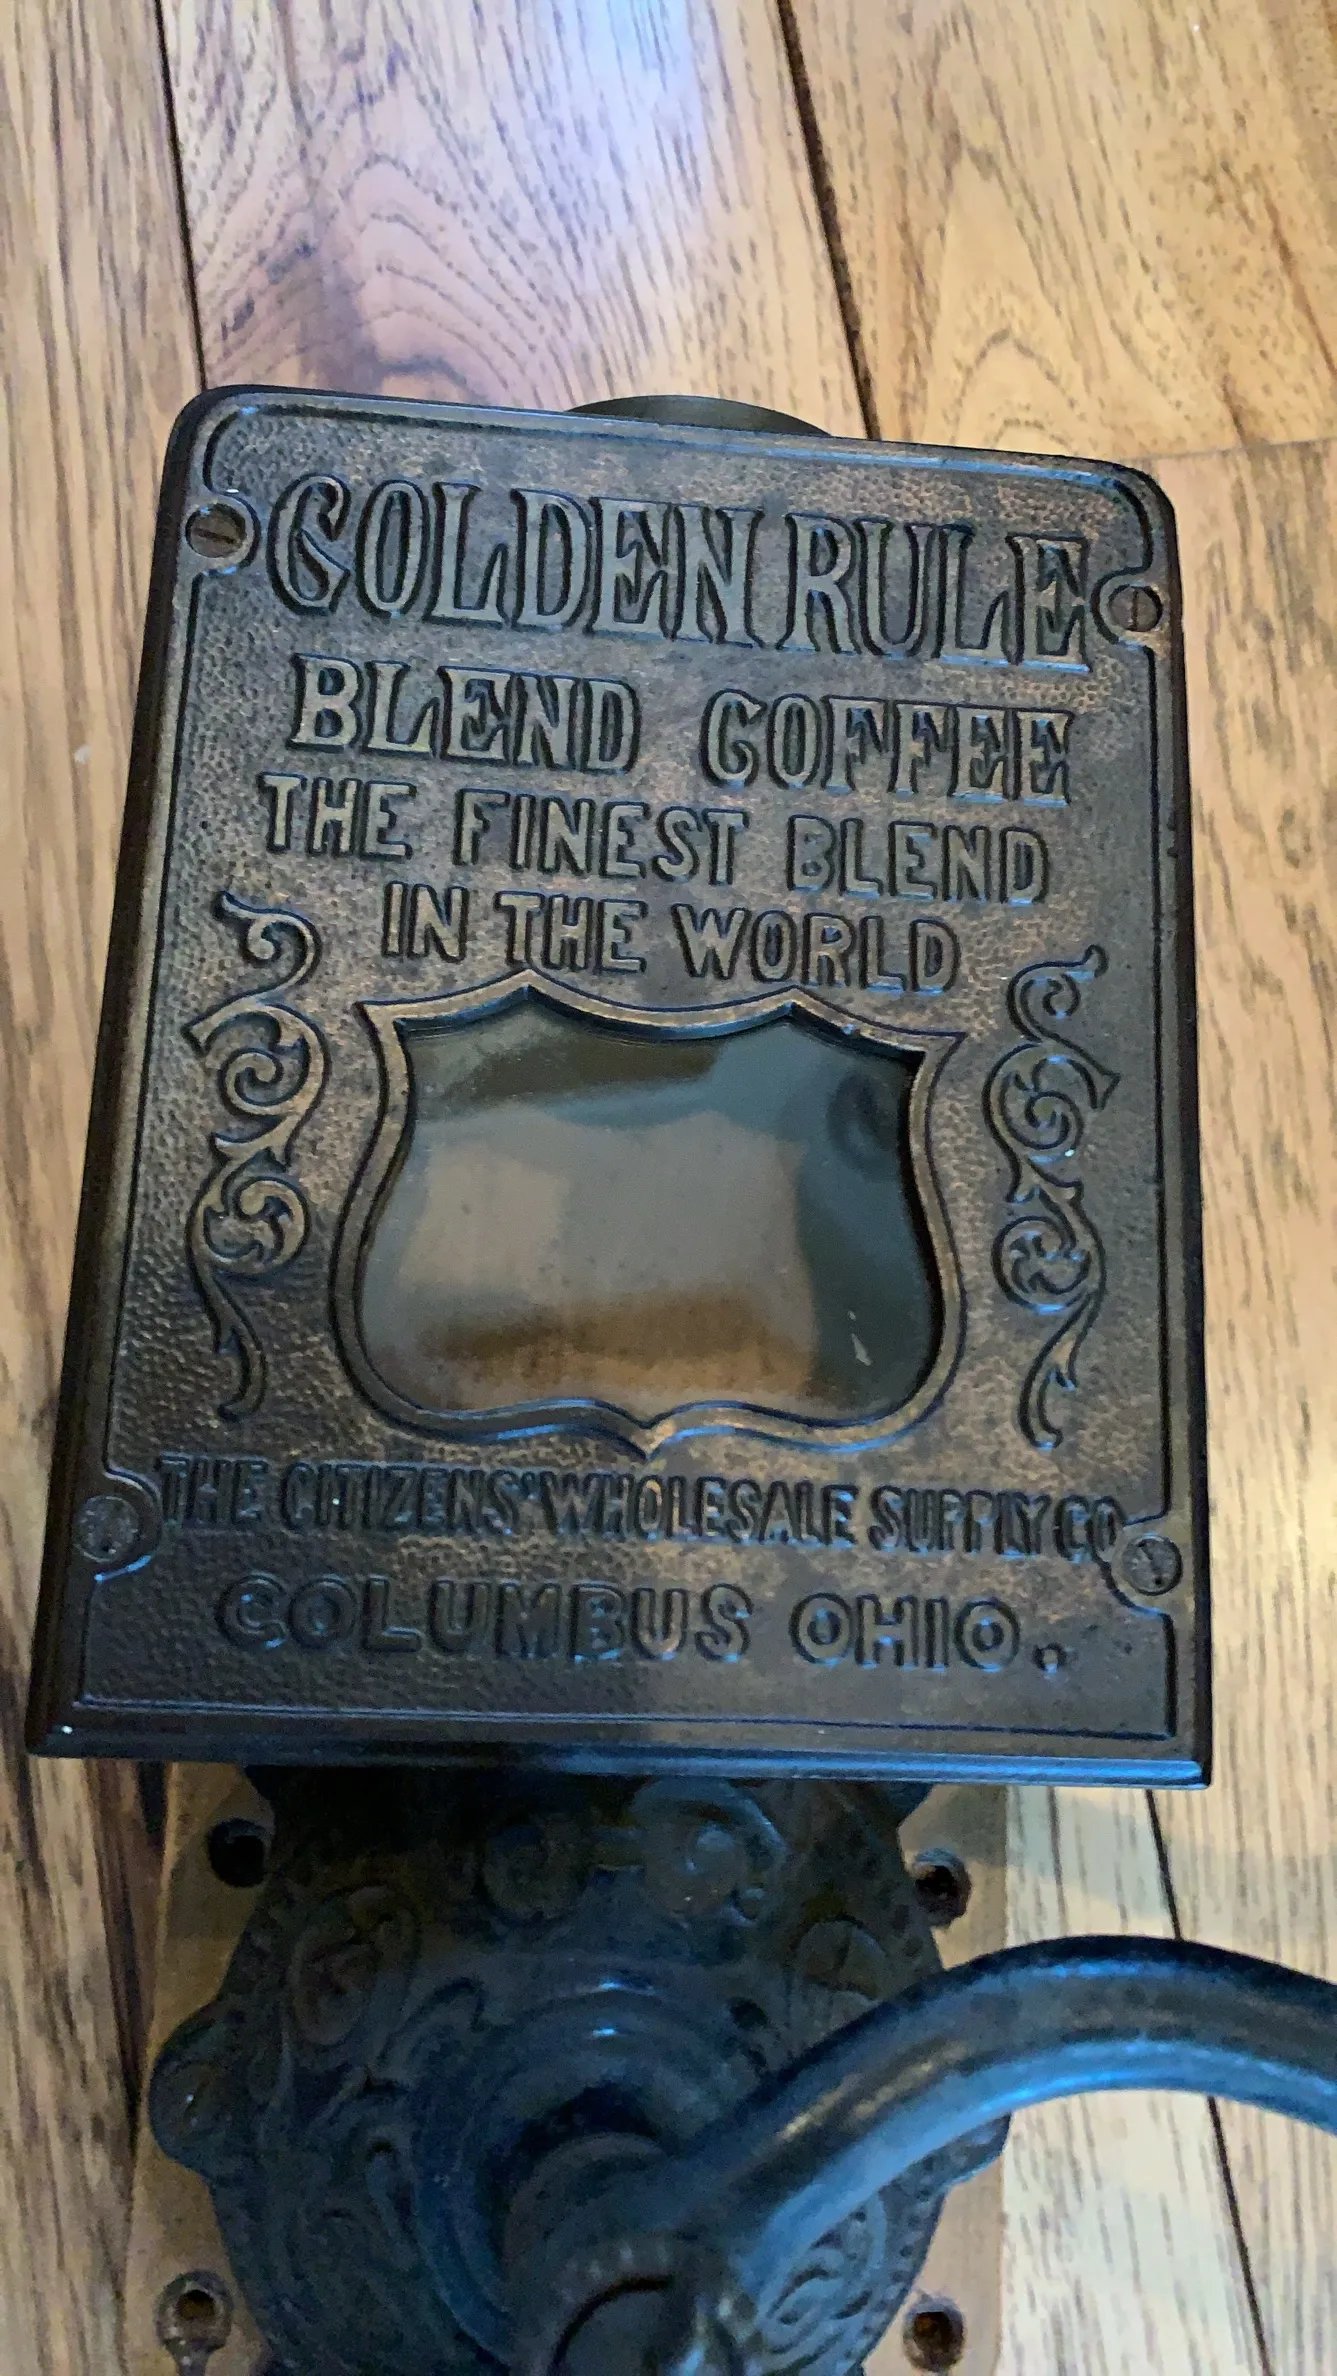 GOLDEN RULE
BLEND COFFEE
THE FINEST BLEND
IN THE WORLD
THE CITIZENS' WHOLESALE SUPPLY CO
COLUMBUS OHIO.